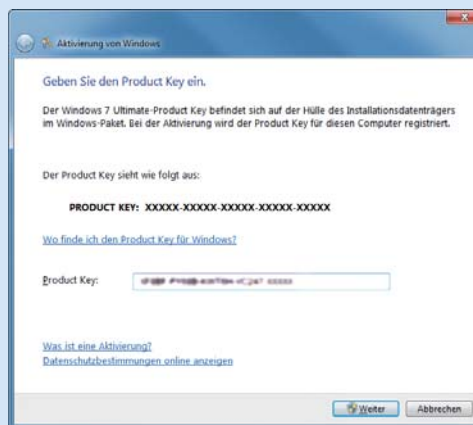 Aktivierung von Windows
Geben Sie den Product Key ein.
Der Windows 7 Ultimate-Product Key befindet sich auf der Hülle des Installationsdatenträgers
im Windows-Paket. Bei der Aktivierung wird der Product Key für diesen Computer registriert.
Der Product Key sieht wie folgt aus:
PRODUCT KEY: XXXXX-XXXXX-XXXXX-XXXXX-XXXXX
Wo finde ich den Product Key für Windows?
Product Key:
Was ist eine Aktivierung?
Datenschutzbestimmungen online anzeigen
Weiter Abbrechen